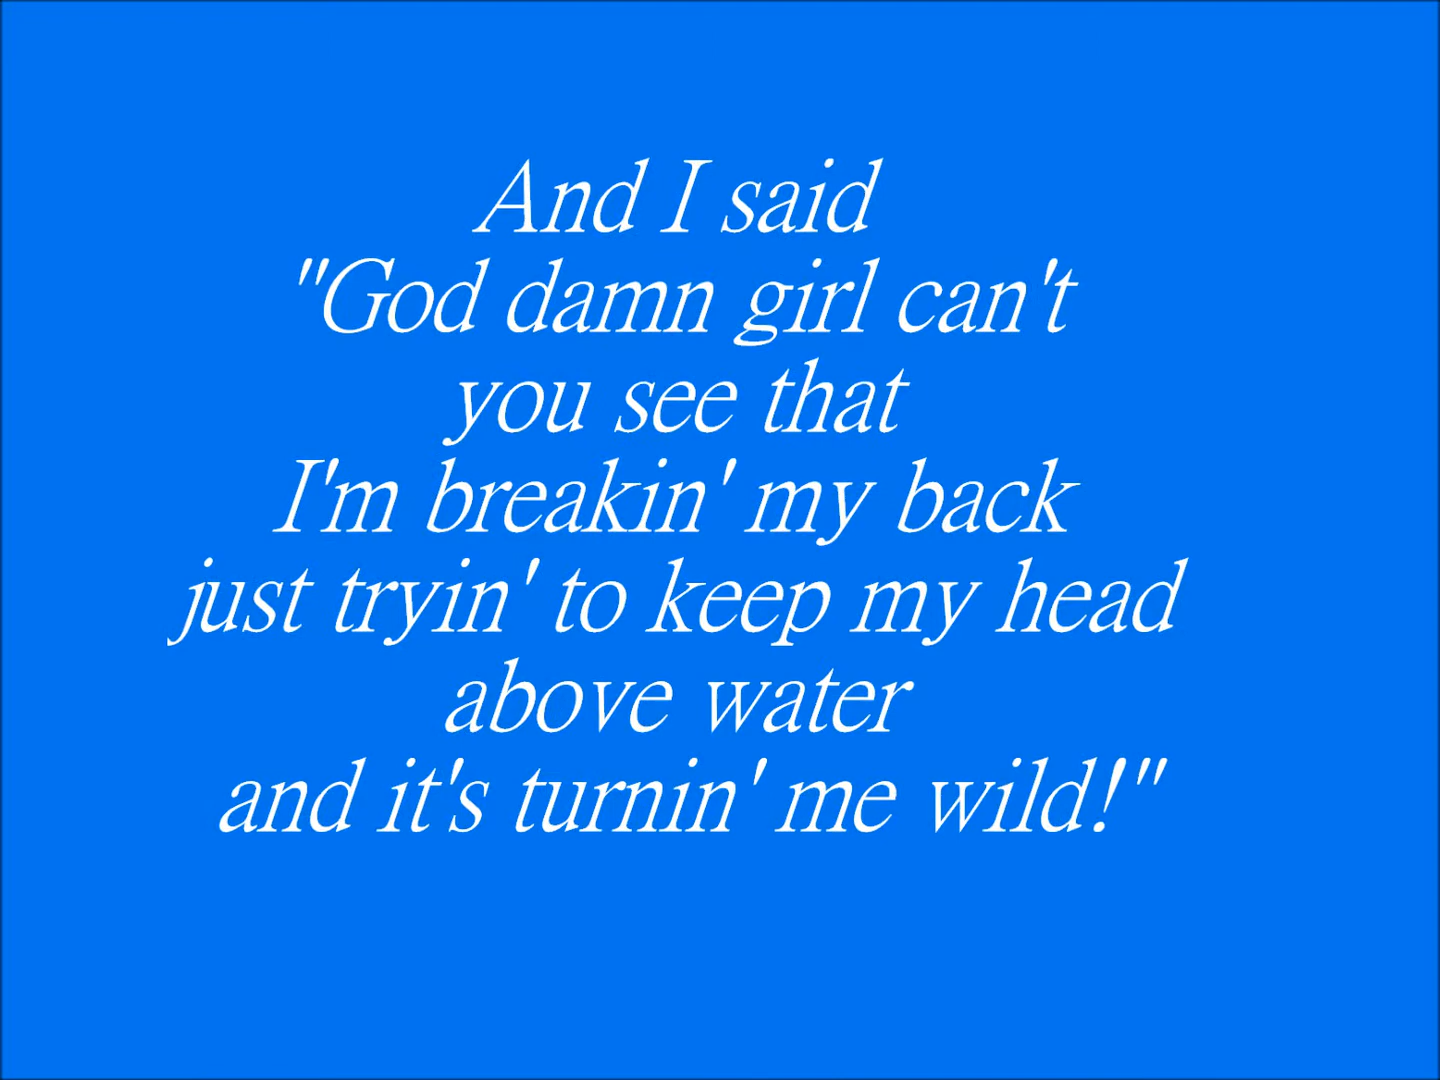 And I said
"God damn girl can't
you see that
I'm breakin' my back
just tryin' to keep my head
above water
and it's turnin' me wild!"